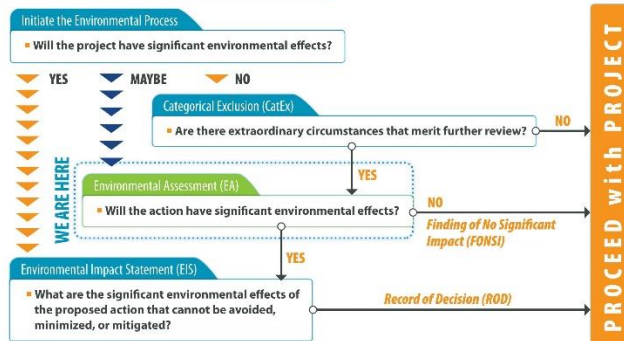 Initiate the Environmental Process
Will the project have significant environmental effects?
YES
MAYBE
NO
Categorical Exclusion (CatEx)
Are there extraordinary circumstances that merit further review?
NO
YES
WE ARE HERE
Environmental Assessment (EA)
Will the action have significant environmental effects?
NO
Finding of No Significant
Impact (FONSI)
YES
Environmental Impact Statement (EIS)
What are the significant environmental effects of
the proposed action that cannot be avoided,
minimized, or mitigated?
Record of Decision (ROD)
PROCEED with PROJECT